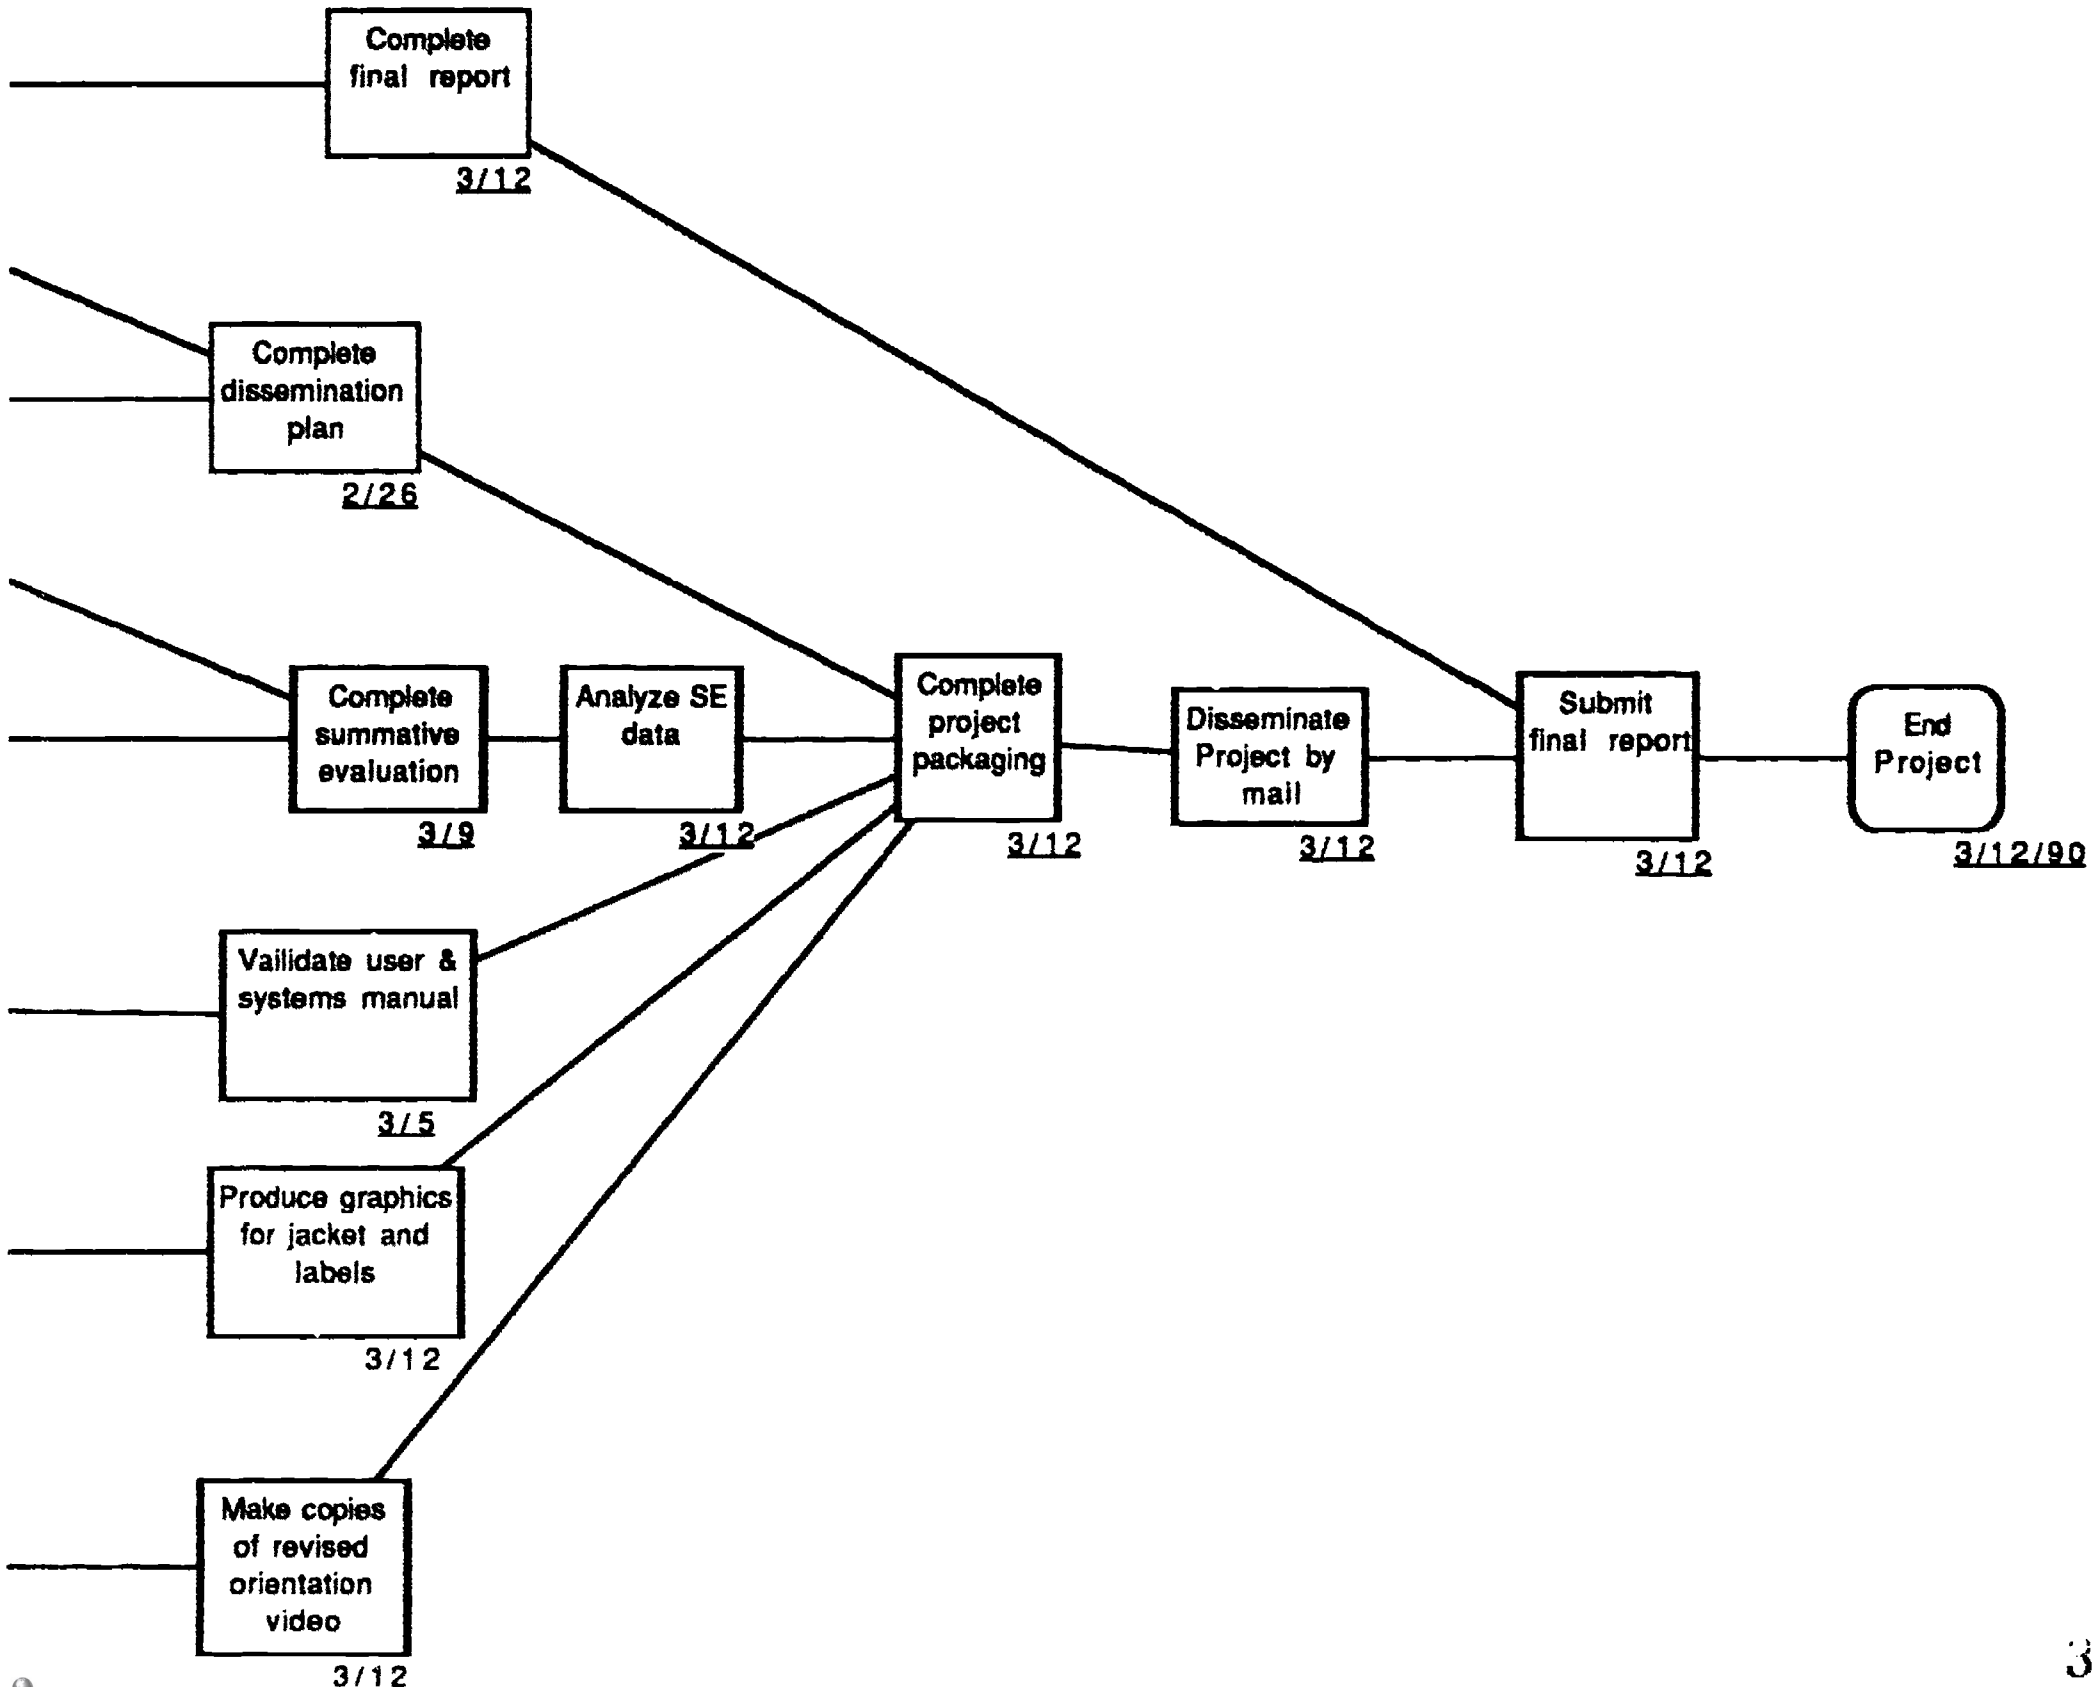 Complete
final report
3/12
Complete
dissemination
plan
2/26
Complete
summative
evaluation
3/9
Analyze SE
data
3/12
Complete
project
packaging
3/12
Disseminate
Project by
mail
3/12
Submit
final report
3/12
End
Project
3/12/90
Vailidate user &
systems manual
3/5
Produce graphics
for jacket and
labels
3/12
Make copies
of revised
orientation
video
3/12
3